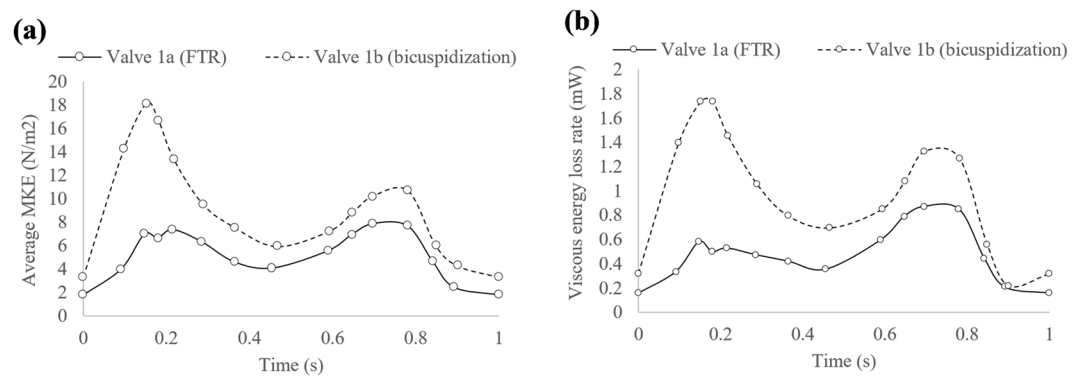 (a)
Valve 1a (FTR) Valve 1b (bicuspidization)
Average MKE (N/m2)
20
18
16
14
12
10
8
6
4
2
0
0 0.2 0.4 0.6 0.8 1
Time (s)
(b)
Valve 1a (FTR) Valve 1b (bicuspidization)
Viscous energy loss rate (mW)
2
1.8
1.6
1.4
1.2
1
0.8
0.6
0.4
0.2
0
0 0.2 0.4 0.6 0.8 1
Time (s)